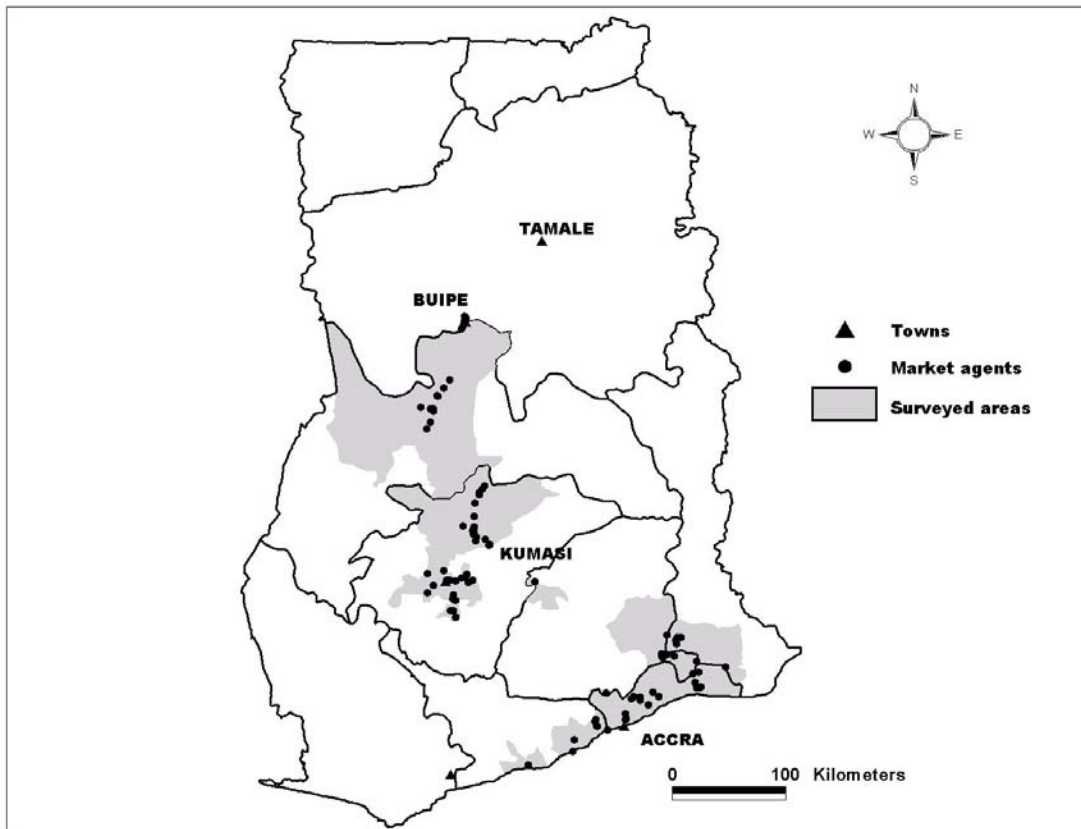 N
W E
S
TAMALE
BUIPE
Towns
Market agents
Surveyed areas
KUMASI
ACCRA
0 100 Kilometers